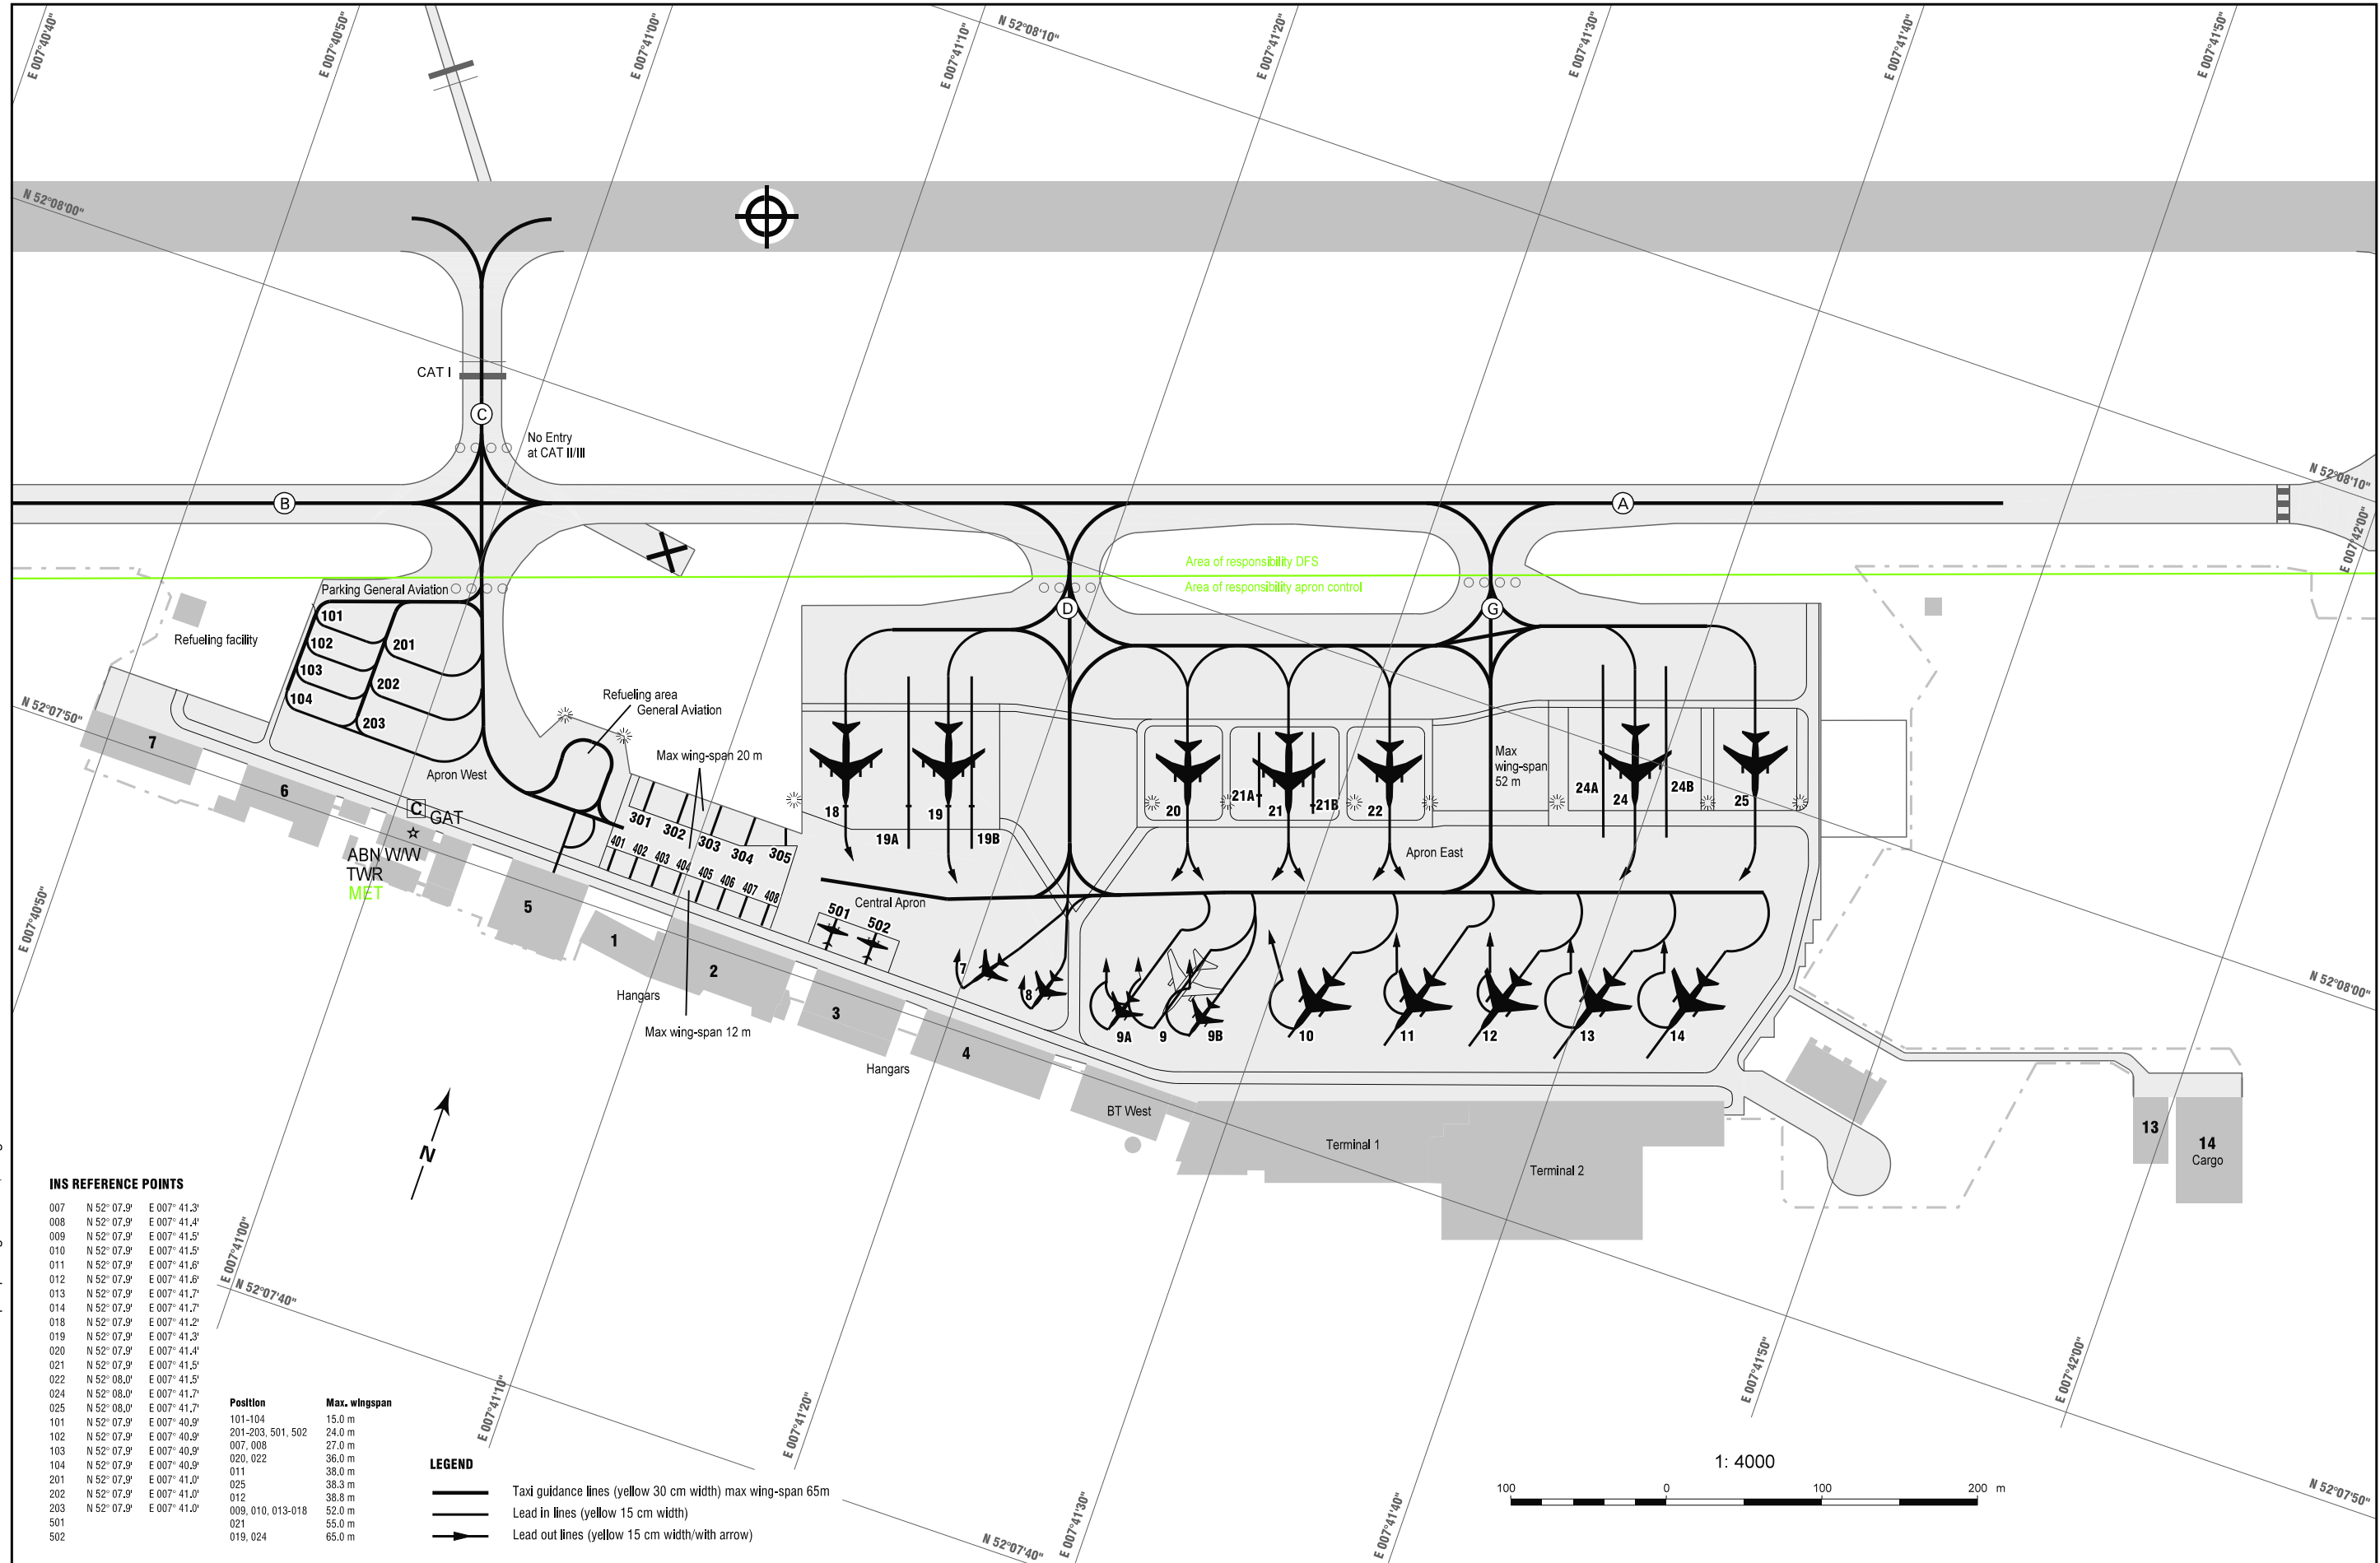 E 007°40'40"
E 007°40'50"
E 007°41'00"
E 007°41'10"
N 52°08'10"
E 007°41'20"
E 007°41'30"
E 007°41'40"
E 007°41'50"
N 52°08'00"
CAT I
C
No Entry
at CAT II/III
B
A
N 52°08'10"
E 007°42'00"
Area of responsibility DFS
Area of responsibility apron control
Parking General Aviation
D
G
Refueling facility
101
102
103
104
201
202
203
N 52°07'50"
Refueling area
General Aviation
Max wing-span 20 m
Max
wing-span
52 m
7
6
Apron West
C
GAT
ABN W/W
TWR
MET
301
302
303
304
305
401
402
403
404
405
406
407
408
18
19A
19
19B
20
21A
21
21B
22
24A
24
24B
25
Apron East
Central Apron
501
502
E 007°40'50"
5
1
2
3
4
Hangars
Max wing-span 12 m
Hangars
7
8
9A
9
9B
10
11
12
13
14
N 52°08'00"
BT West
Terminal 1
Terminal 2
13
14
Cargo
N
INS REFERENCE POINTS
007 N 52° 07.9' E 007° 41.3'
008 N 52° 07.9' E 007° 41.4'
009 N 52° 07.9' E 007° 41.5'
010 N 52° 07.9' E 007° 41.5'
011 N 52° 07.9' E 007° 41.6'
012 N 52° 07.9' E 007° 41.6'
013 N 52° 07.9' E 007° 41.7'
014 N 52° 07.9' E 007° 41.7'
018 N 52° 07.9' E 007° 41.2'
019 N 52° 07.9' E 007° 41.3'
020 N 52° 07.9' E 007° 41.4'
021 N 52° 07.9' E 007° 41.5'
022 N 52° 08.0' E 007° 41.5'
024 N 52° 08.0' E 007° 41.7'
025 N 52° 08.0' E 007° 41.7'
101 N 52° 07.9' E 007° 40.9'
102 N 52° 07.9' E 007° 40.9'
103 N 52° 07.9' E 007° 40.9'
104 N 52° 07.9' E 007° 40.9'
201 N 52° 07.9' E 007° 41.0'
202 N 52° 07.9' E 007° 41.0'
203 N 52° 07.9' E 007° 41.0'
501
502
Position Max. wingspan
101-104 15.0 m
201-203, 501, 502 24.0 m
007, 008 27.0 m
020, 022 36.0 m
011 38.0 m
025 38.3 m
012 38.8 m
009, 010, 013-018 52.0 m
021 55.0 m
019, 024 65.0 m
E 007°41'00"
N 52°07'40"
E 007°41'10"
E 007°41'20"
E 007°41'30"
E 007°41'40"
E 007°41'50"
E 007°42'00"
LEGEND
Taxi guidance lines (yellow 30 cm width) max wing-span 65m
Lead in lines (yellow 15 cm width)
Lead out lines (yellow 15 cm width/with arrow)
N 52°07'40"
1: 4000
100 0 100 200 m
N 52°07'50"